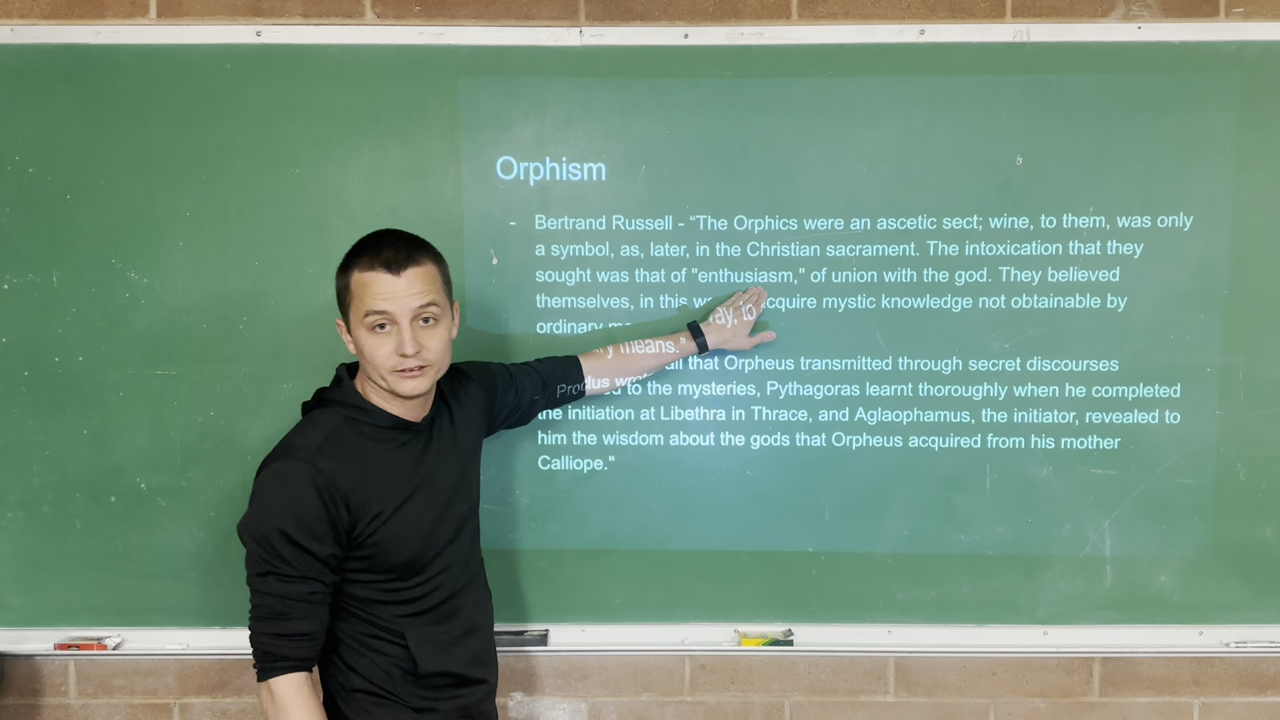 Orphism
- Bertrand Russell - “The Orphics were an ascetic sect; wine, to them, was only
a symbol, as, later, in the Christian sacrament. The intoxication that they
sought was that of "enthusiasm," of union with the god. They believed
themselves, in this way, to acquire mystic knowledge not obtainable by
ordinary means.”
wrote all that Orpheus transmitted through secret discourses
to the mysteries, Pythagoras learnt thoroughly when he completed
the initiation at Libethra in Thrace, and Aglaophamus, the initiator, revealed to
him the wisdom about the gods that Orpheus acquired from his mother
Calliope."